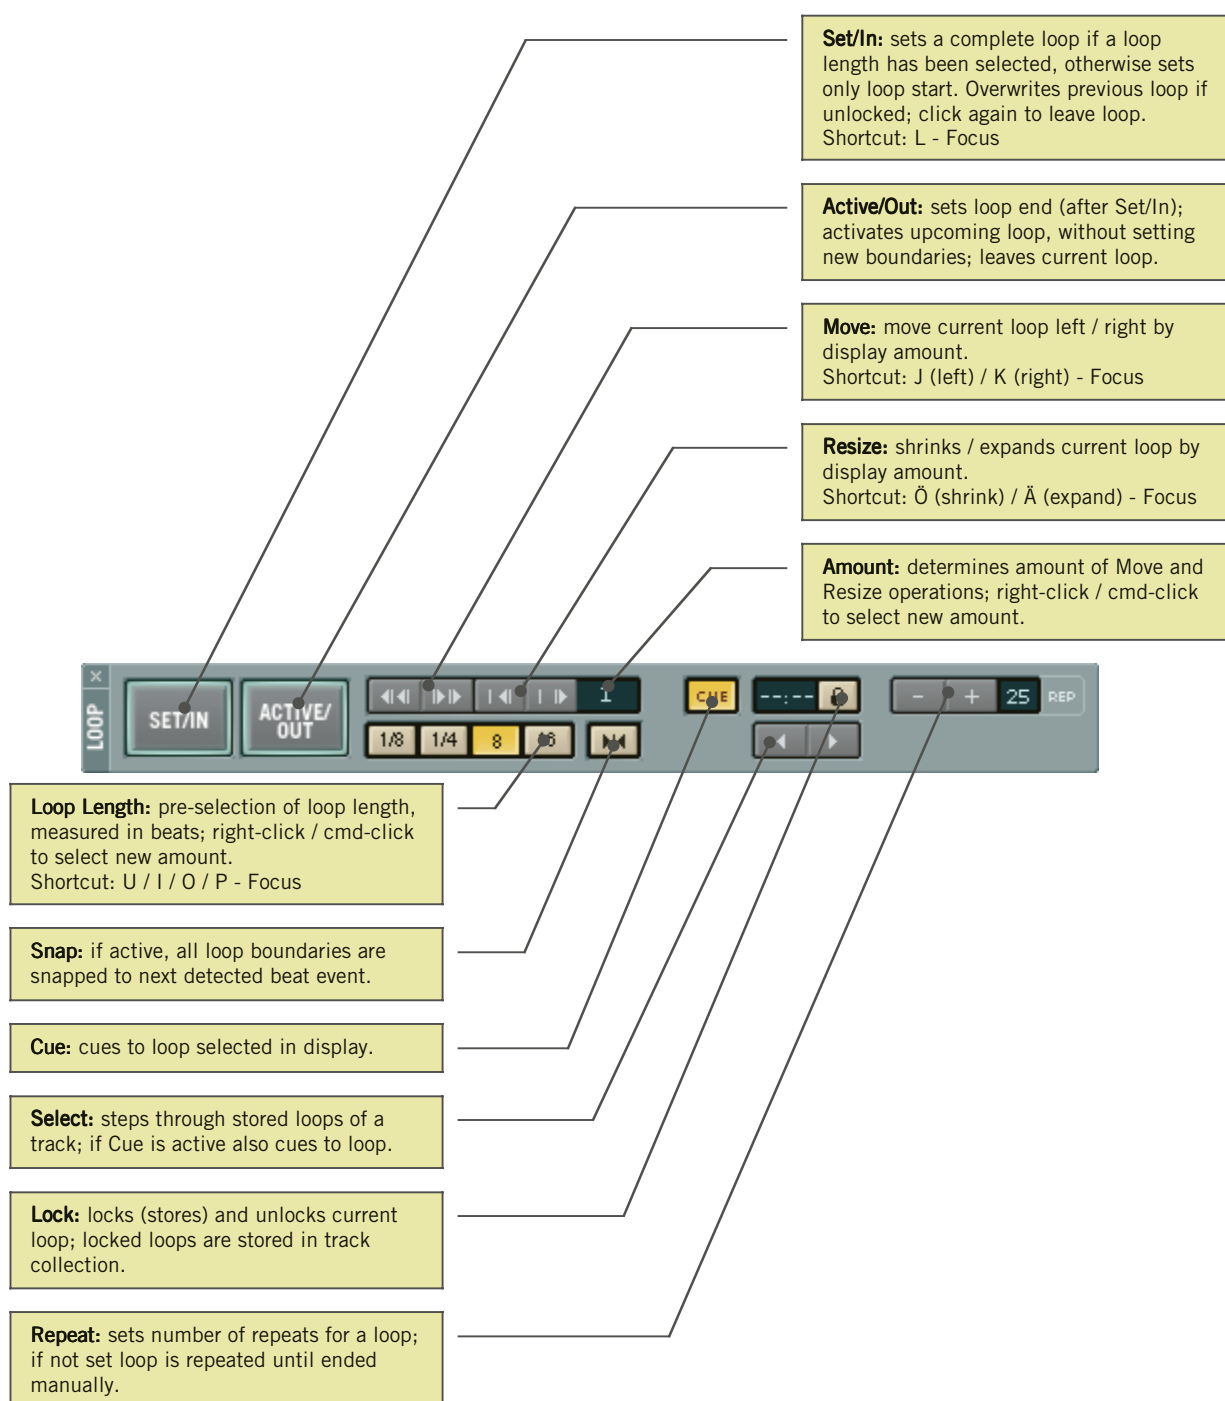 Set/In: sets a complete loop if a loop
length has been selected, otherwise sets
only loop start. Overwrites previous loop if
unlocked; click again to leave loop.
Shortcut: L - Focus
Active/Out: sets loop end (after Set/In);
activates upcoming loop, without setting
new boundaries; leaves current loop.
Move: move current loop left / right by
display amount.
Shortcut: J (left) / K (right) - Focus
Resize: shrinks / expands current loop by
display amount.
Shortcut: Ö (shrink) / Ä (expand) - Focus
Amount: determines amount of Move and
Resize operations; right-click / cmd-click
to select new amount.
LOOP
SET/IN
ACTIVE/
OUT
1
CUE
--:--
- + 25 REP
1/8 1/4 8
Loop Length: pre-selection of loop length,
measured in beats; right-click / cmd-click
to select new amount.
Shortcut: U / I / O / P - Focus
Snap: if active, all loop boundaries are
snapped to next detected beat event.
Cue: cues to loop selected in display.
Select: steps through stored loops of a
track; if Cue is active also cues to loop.
Lock: locks (stores) and unlocks current
loop; locked loops are stored in track
collection.
Repeat: sets number of repeats for a loop;
if not set loop is repeated until ended
manually.